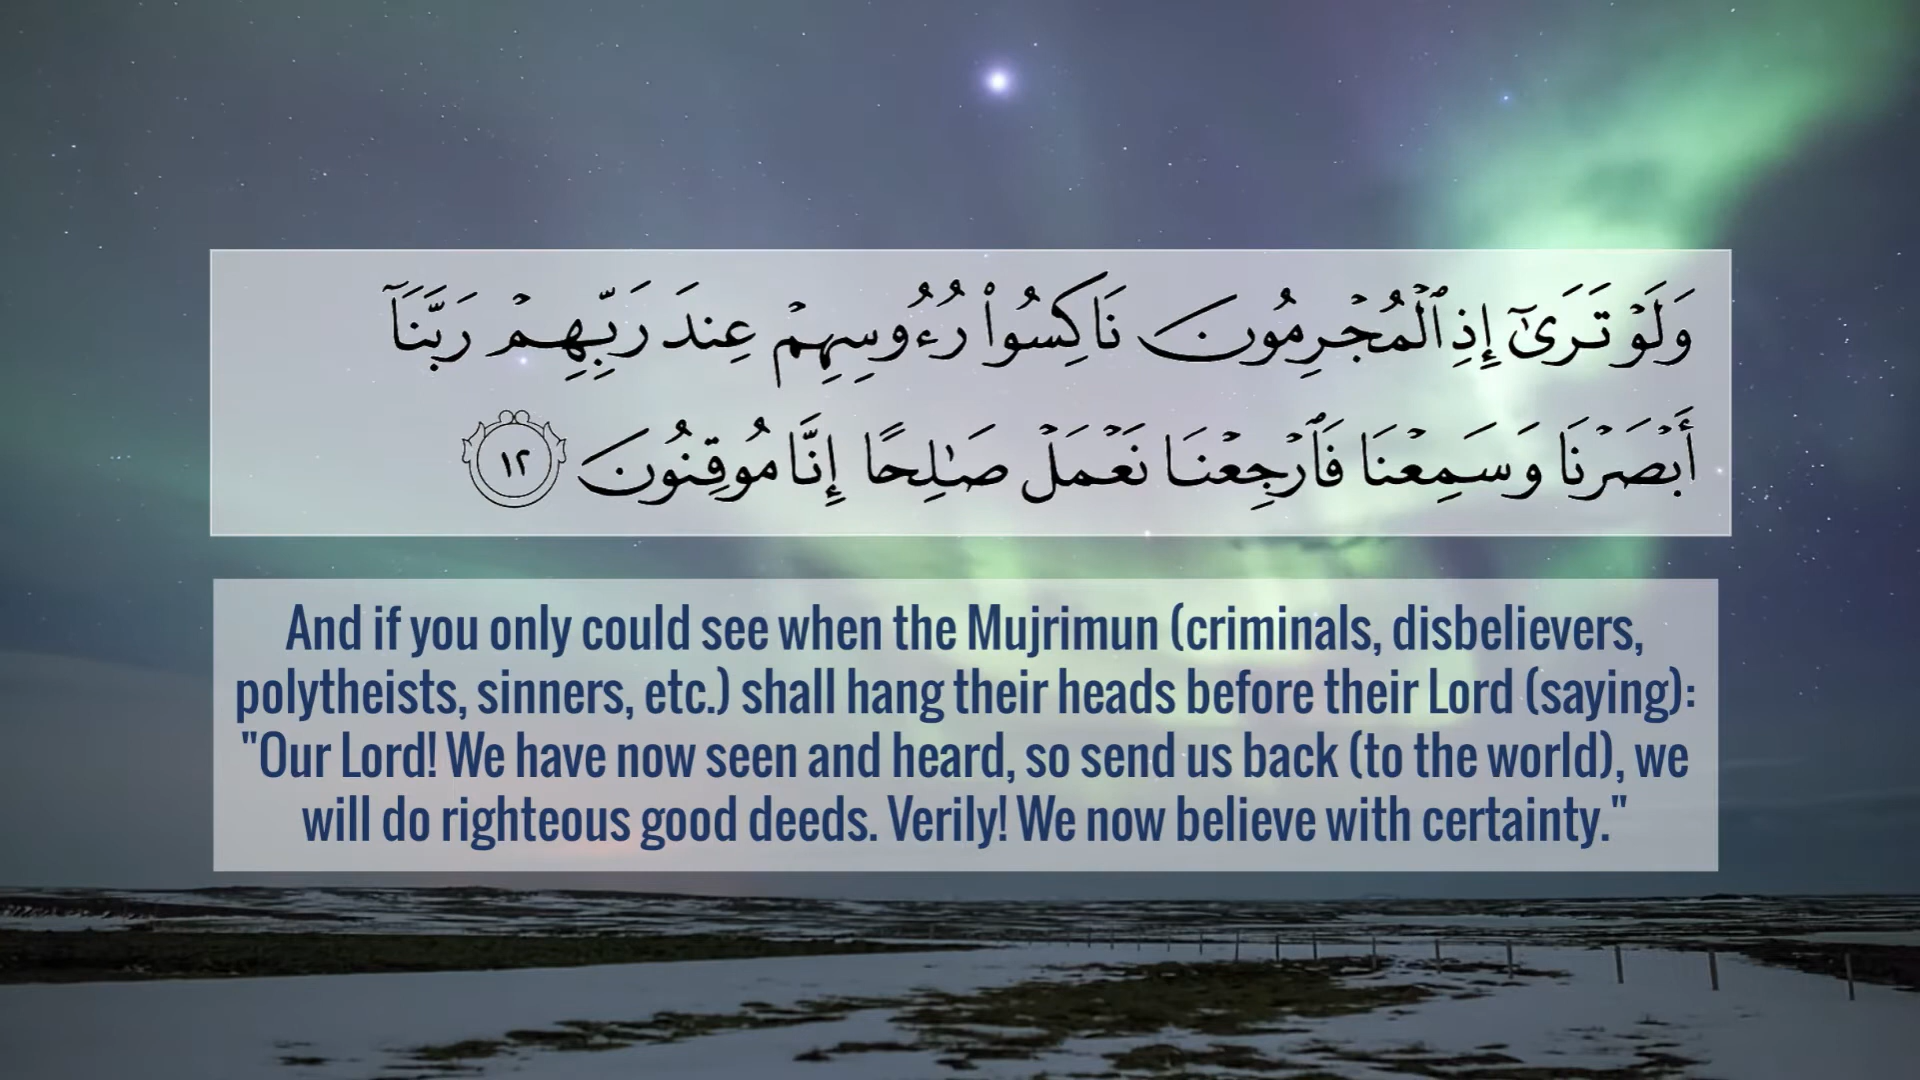 وَلَوْ تَرَىٰٓ إِذِ ٱلْمُجْرِمُونَ نَاكِسُوا۟ رُءُوسِهِمْ عِندَ رَبِّهِمْ رَبَّنَآ
أَبْصَرْنَا وَسَمِعْنَا فَٱرْجِعْنَا نَعْمَلْ صَـٰلِحًا إِنَّا مُوقِنُونَ ١٢
And if you only could see when the Mujrimun (criminals, disbelievers,
polytheists, sinners, etc.) shall hang their heads before their Lord (saying):
"Our Lord! We have now seen and heard, so send us back (to the world), we
will do righteous good deeds. Verily! We now believe with certainty."